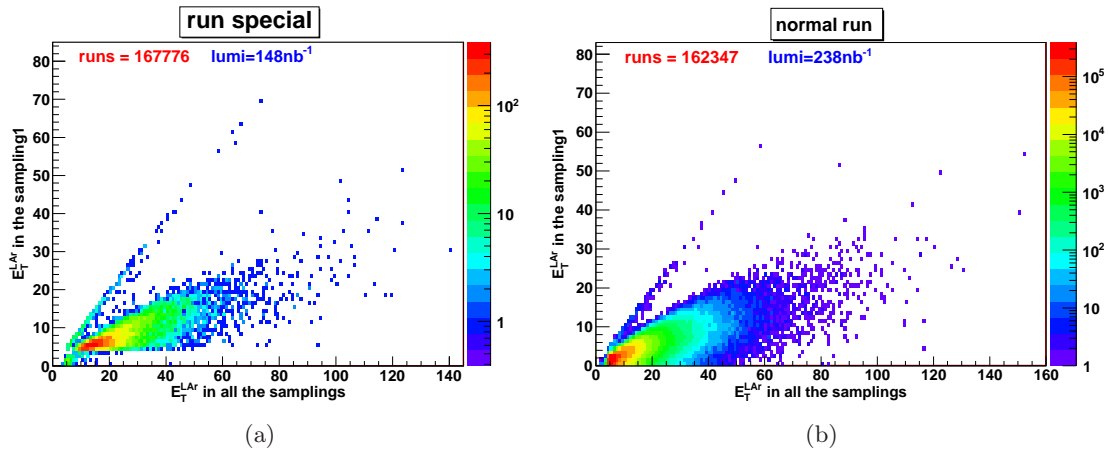 run special
runs = 167776 lumi=148nb⁻¹
E_T^LAr in the sampling1
80
70
60
50
40
30
20
10
0
0 20 40 60 80 100 120 140
E_T^LAr in all the samplings
10²
10
1
(a)
normal run
runs = 162347 lumi=238nb⁻¹
E_T^LAr in the sampling1
80
70
60
50
40
30
20
10
0
0 20 40 60 80 100 120 140 160
E_T^LAr in all the samplings
10⁵
10⁴
10³
10²
10
1
(b)